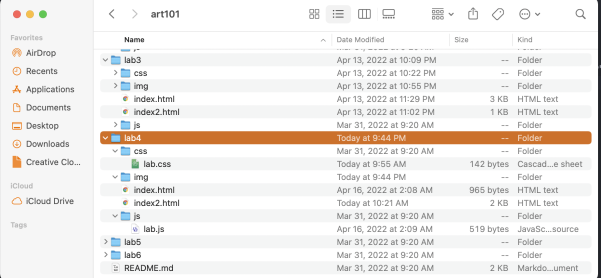 art101
Favorites
AirDrop
Recents
Applications
Documents
Desktop
Downloads
Creative Clo...
iCloud
iCloud Drive
Tags
Name Date Modified Size Kind
js Mar 31, 2022 at 9:20 AM -- Folder
lab3 Apr 13, 2022 at 10:09 PM -- Folder
css Apr 13, 2022 at 10:22 PM -- Folder
img Apr 13, 2022 at 10:55 PM -- Folder
index.html Apr 13, 2022 at 11:29 PM 3 KB HTML text
index2.html Apr 13, 2022 at 11:02 PM 1 KB HTML text
js Mar 31, 2022 at 9:20 AM -- Folder
lab4 Today at 9:44 PM -- Folder
css Mar 31, 2022 at 9:20 AM -- Folder
lab.css Today at 9:55 AM 142 bytes Cascad...e sheet
img Today at 9:44 PM -- Folder
index.html Apr 16, 2022 at 2:08 AM 965 bytes HTML text
index2.html Today at 10:21 AM 2 KB HTML text
js Mar 31, 2022 at 9:20 AM -- Folder
lab.js Apr 16, 2022 at 2:09 AM 519 bytes JavaSc...source
lab5 Mar 31, 2022 at 9:20 AM -- Folder
lab6 Mar 31, 2022 at 9:20 AM -- Folder
README.md Mar 31, 2022 at 9:20 AM 2 KB Markdo...ument